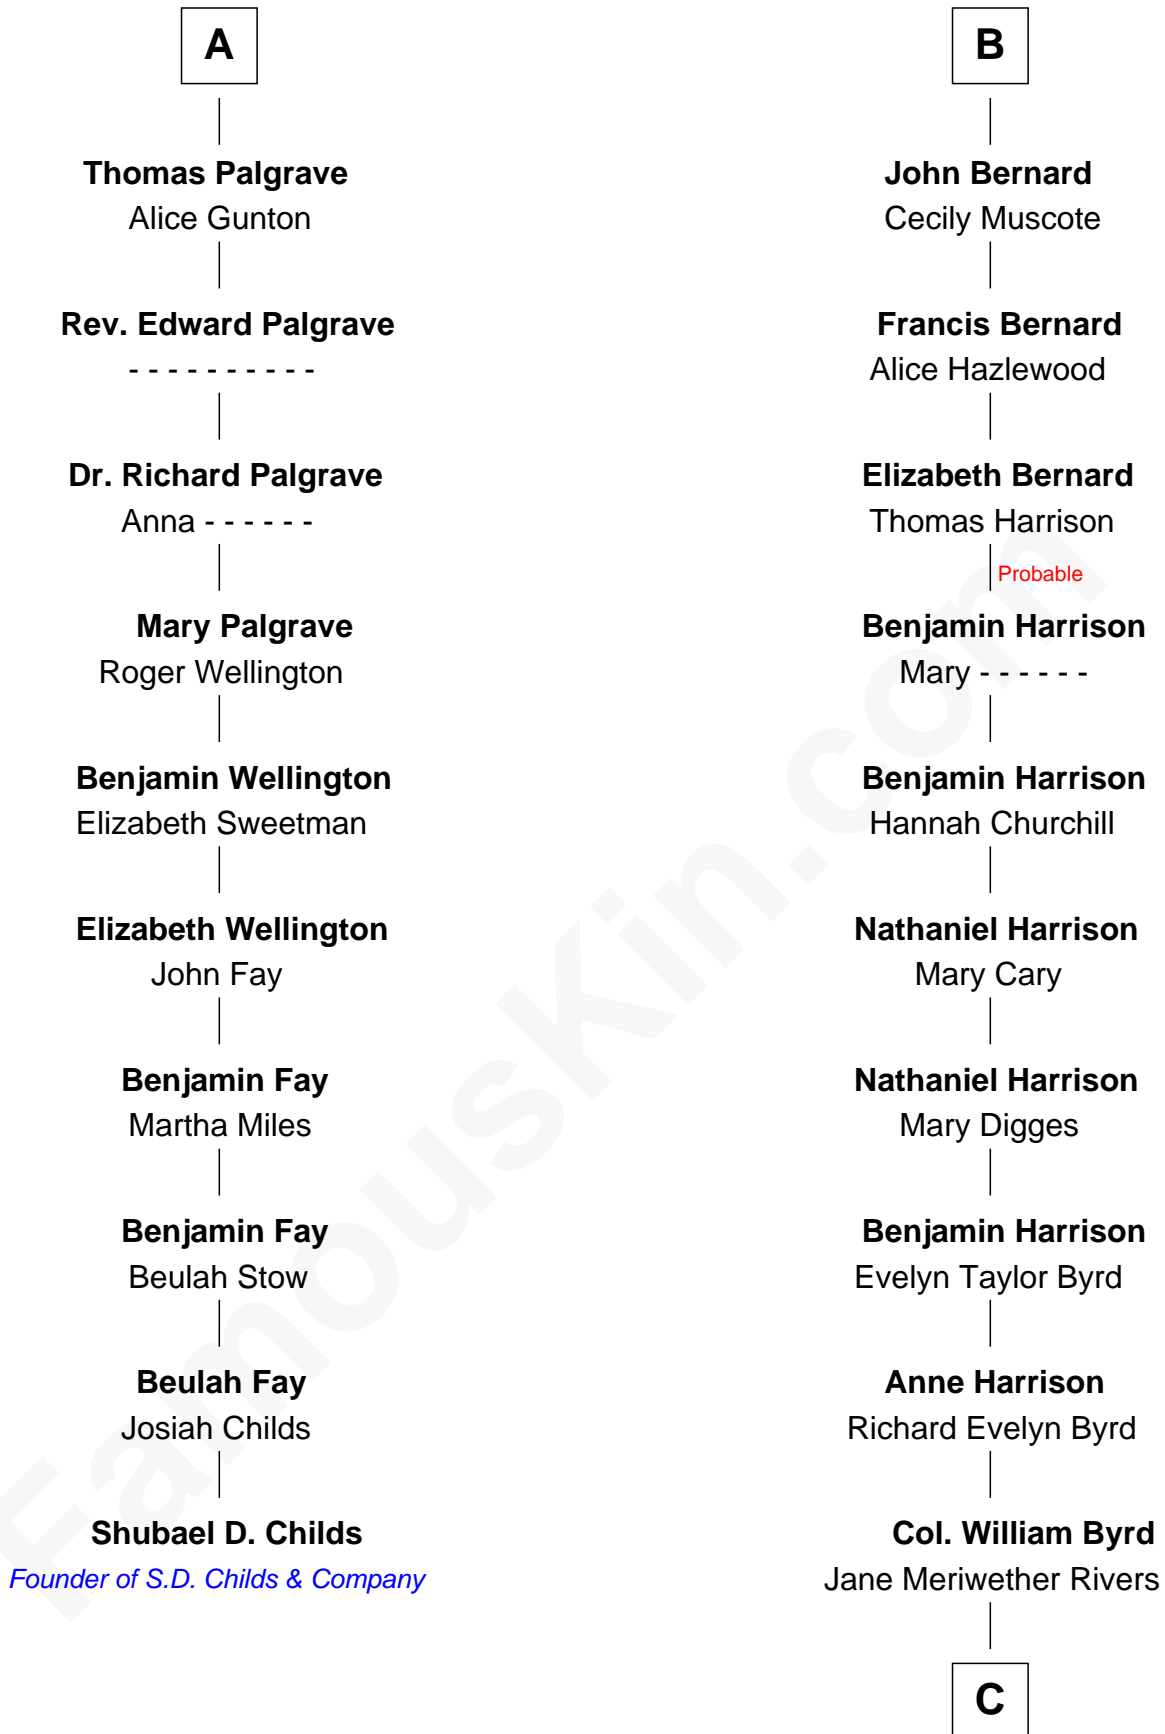 A
Thomas Palgrave
Alice Gunton
Rev. Edward Palgrave
- - - - - - - - - -
Dr. Richard Palgrave
Anna - - - - - -
Mary Palgrave
Roger Wellington
Benjamin Wellington
Elizabeth Sweetman
Elizabeth Wellington
John Fay
Benjamin Fay
Martha Miles
Benjamin Fay
Beulah Stow
Beulah Fay
Josiah Childs
Shubael D. Childs
Founder of S.D. Childs & Company
B
John Bernard
Cecily Muscote
Francis Bernard
Alice Hazlewood
Elizabeth Bernard
Thomas Harrison
Probable
Benjamin Harrison
Mary - - - - - -
Benjamin Harrison
Hannah Churchill
Nathaniel Harrison
Mary Cary
Nathaniel Harrison
Mary Digges
Benjamin Harrison
Evelyn Taylor Byrd
Anne Harrison
Richard Evelyn Byrd
Col. William Byrd
Jane Meriwether Rivers
C
FamousKin.com